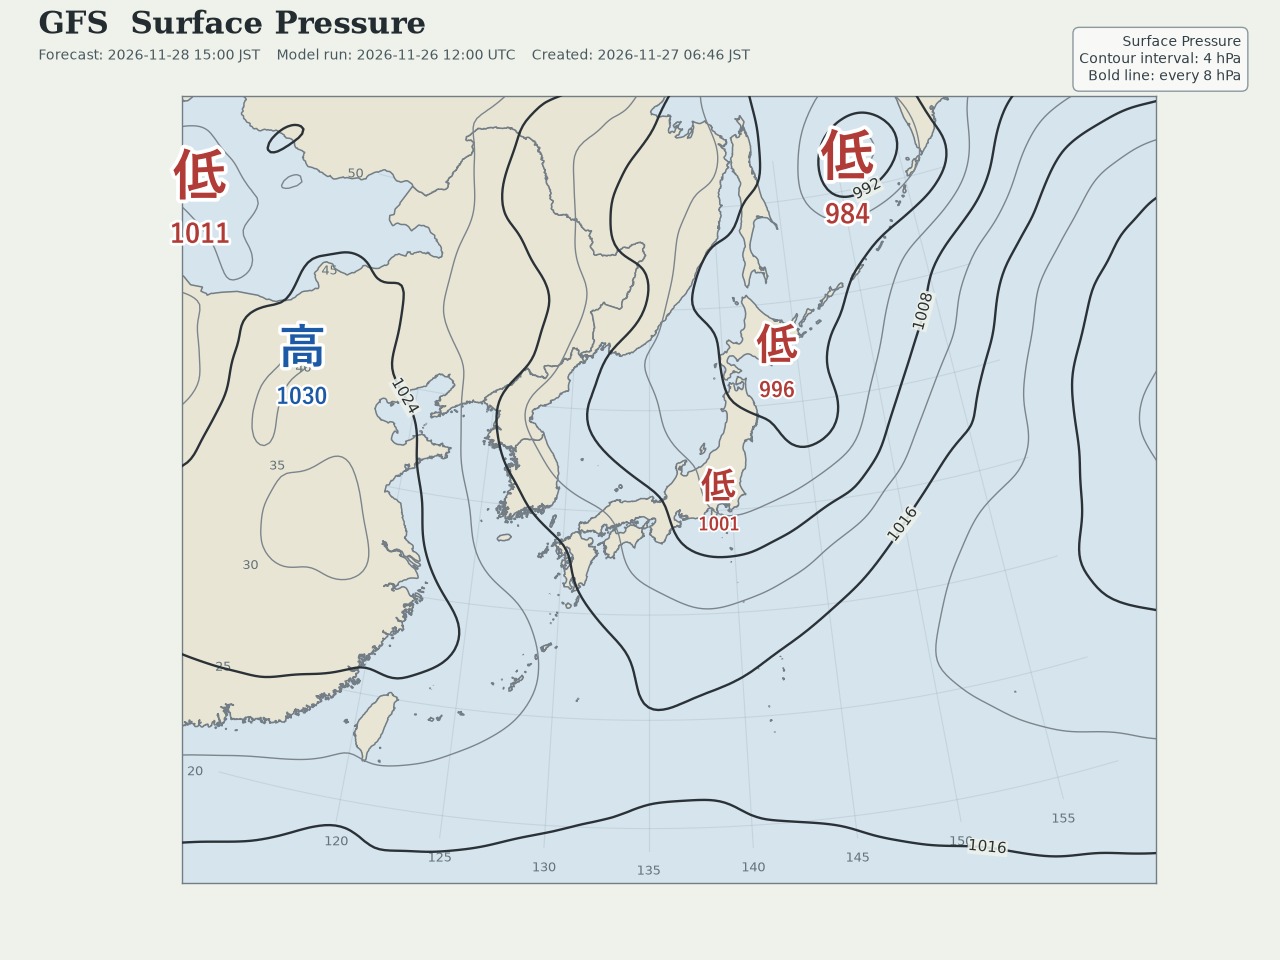 GFS  Surface Pressure
Forecast: 2026-11-28 15:00 JST    Model run: 2026-11-26 12:00 UTC    Created: 2026-11-27 06:46 JST
Surface Pressure
Contour interval: 4 hPa
Bold line: every 8 hPa
低
1011
50
低
992
984
45
1008
高
40
1030
1024
低
996
35
低
1001
1016
30
25
20
120
125
130
135
140
145
150
1016
155